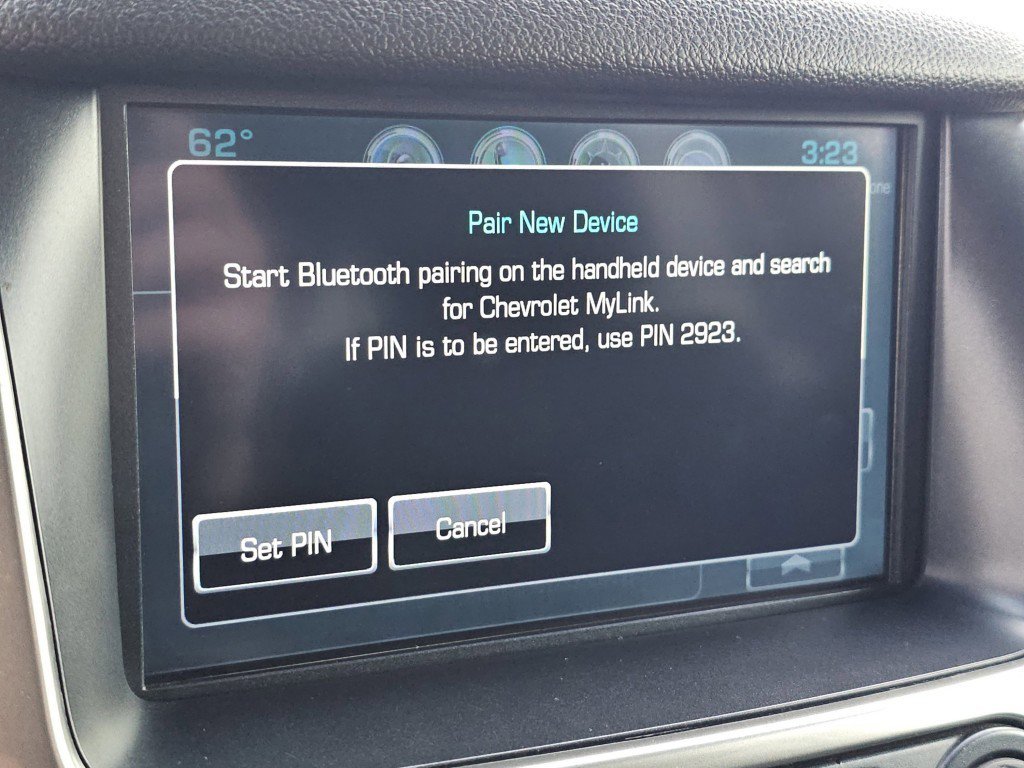 62°
3:23
one
Pair New Device
Start Bluetooth pairing on the handheld device and search
for Chevrolet MyLink.
If PIN is to be entered, use PIN 2923.
Set PIN
Cancel